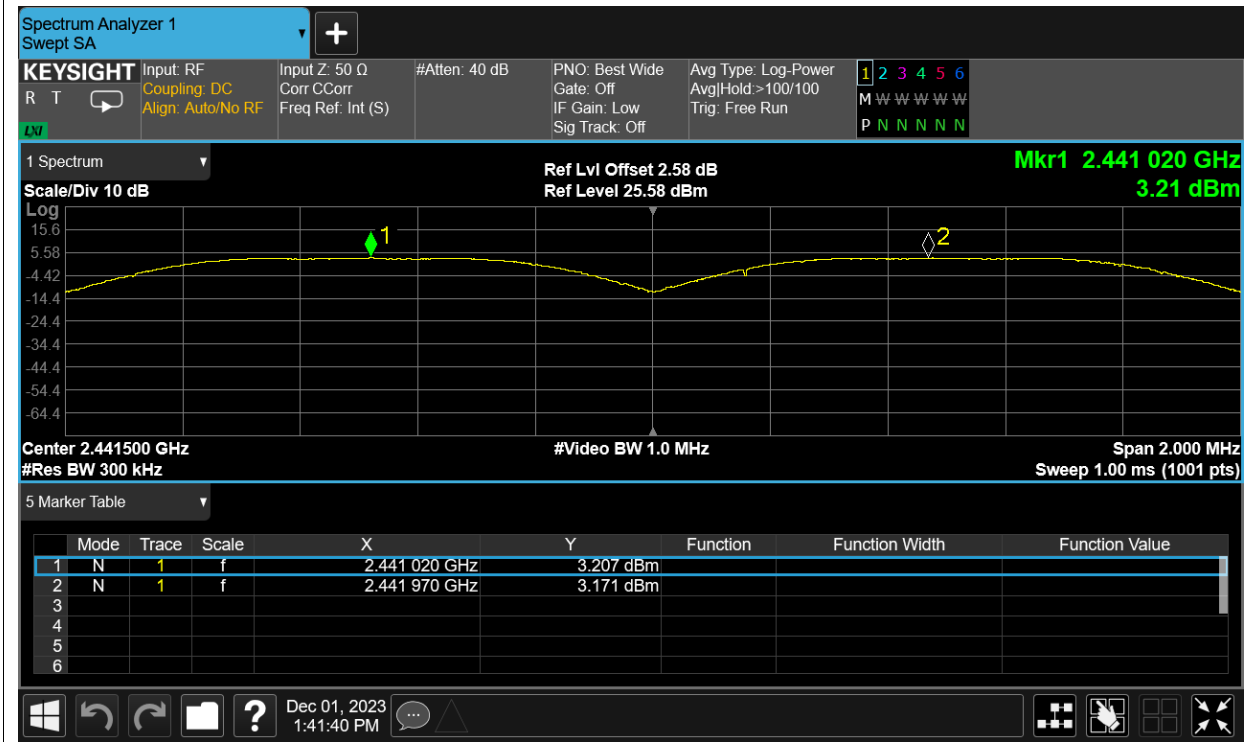 Spectrum Analyzer 1
Swept SA
+
KEYSIGHT Input: RF Input Z: 50 Ω #Atten: 40 dB PNO: Best Wide Avg Type: Log-Power 1 2 3 4 5 6
R T Coupling: DC Corr CCorr Gate: Off Avg|Hold:>100/100 M W W W W W
Align: Auto/No RF Freq Ref: Int (S) IF Gain: Low Trig: Free Run P N N N N N
LXI Sig Track: Off
1 Spectrum Ref Lvl Offset 2.58 dB Mkr1 2.441 020 GHz
Scale/Div 10 dB Ref Level 25.58 dBm 3.21 dBm
Log
15.6
1 2
5.58
-4.42
-14.4
-24.4
-34.4
-44.4
-54.4
-64.4
Center 2.441500 GHz #Video BW 1.0 MHz Span 2.000 MHz
#Res BW 300 kHz Sweep 1.00 ms (1001 pts)
5 Marker Table
Mode Trace Scale X Y Function Function Width Function Value
1 N 1 f 2.441 020 GHz 3.207 dBm
2 N 1 f 2.441 970 GHz 3.171 dBm
3
4
5
6
? Dec 01, 2023
1:41:40 PM